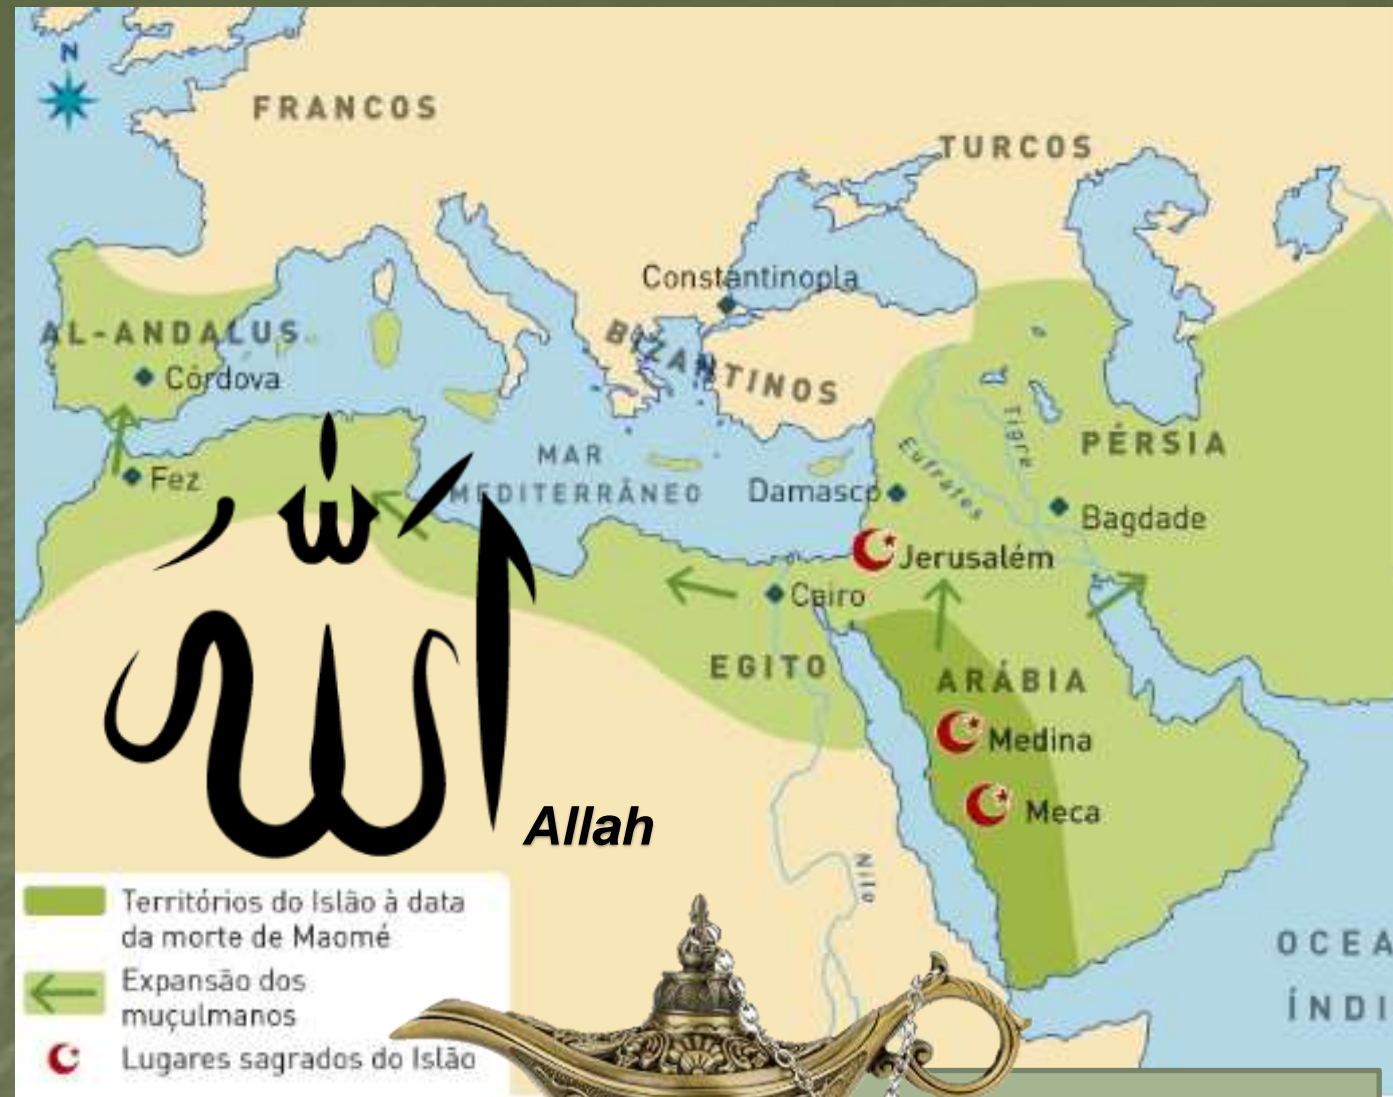 N
FRANCOS
TURCOS
Constantinopla
BIZANTINOS
AL-ANDALUS
Córdova
PÉRSIA
Tigre
Eufrates
MAR
MEDITERRÂNEO
Fez
Damasco
Bagdade
Jerusalém
Cairo
EGITO
ARÁBIA
Medina
Meca
الله
Allah
Nilo
OCEA
ÍNDI
Territórios do Islão à data
da morte de Maomé
Expansão dos
muçulmanos
Lugares sagrados do Islão